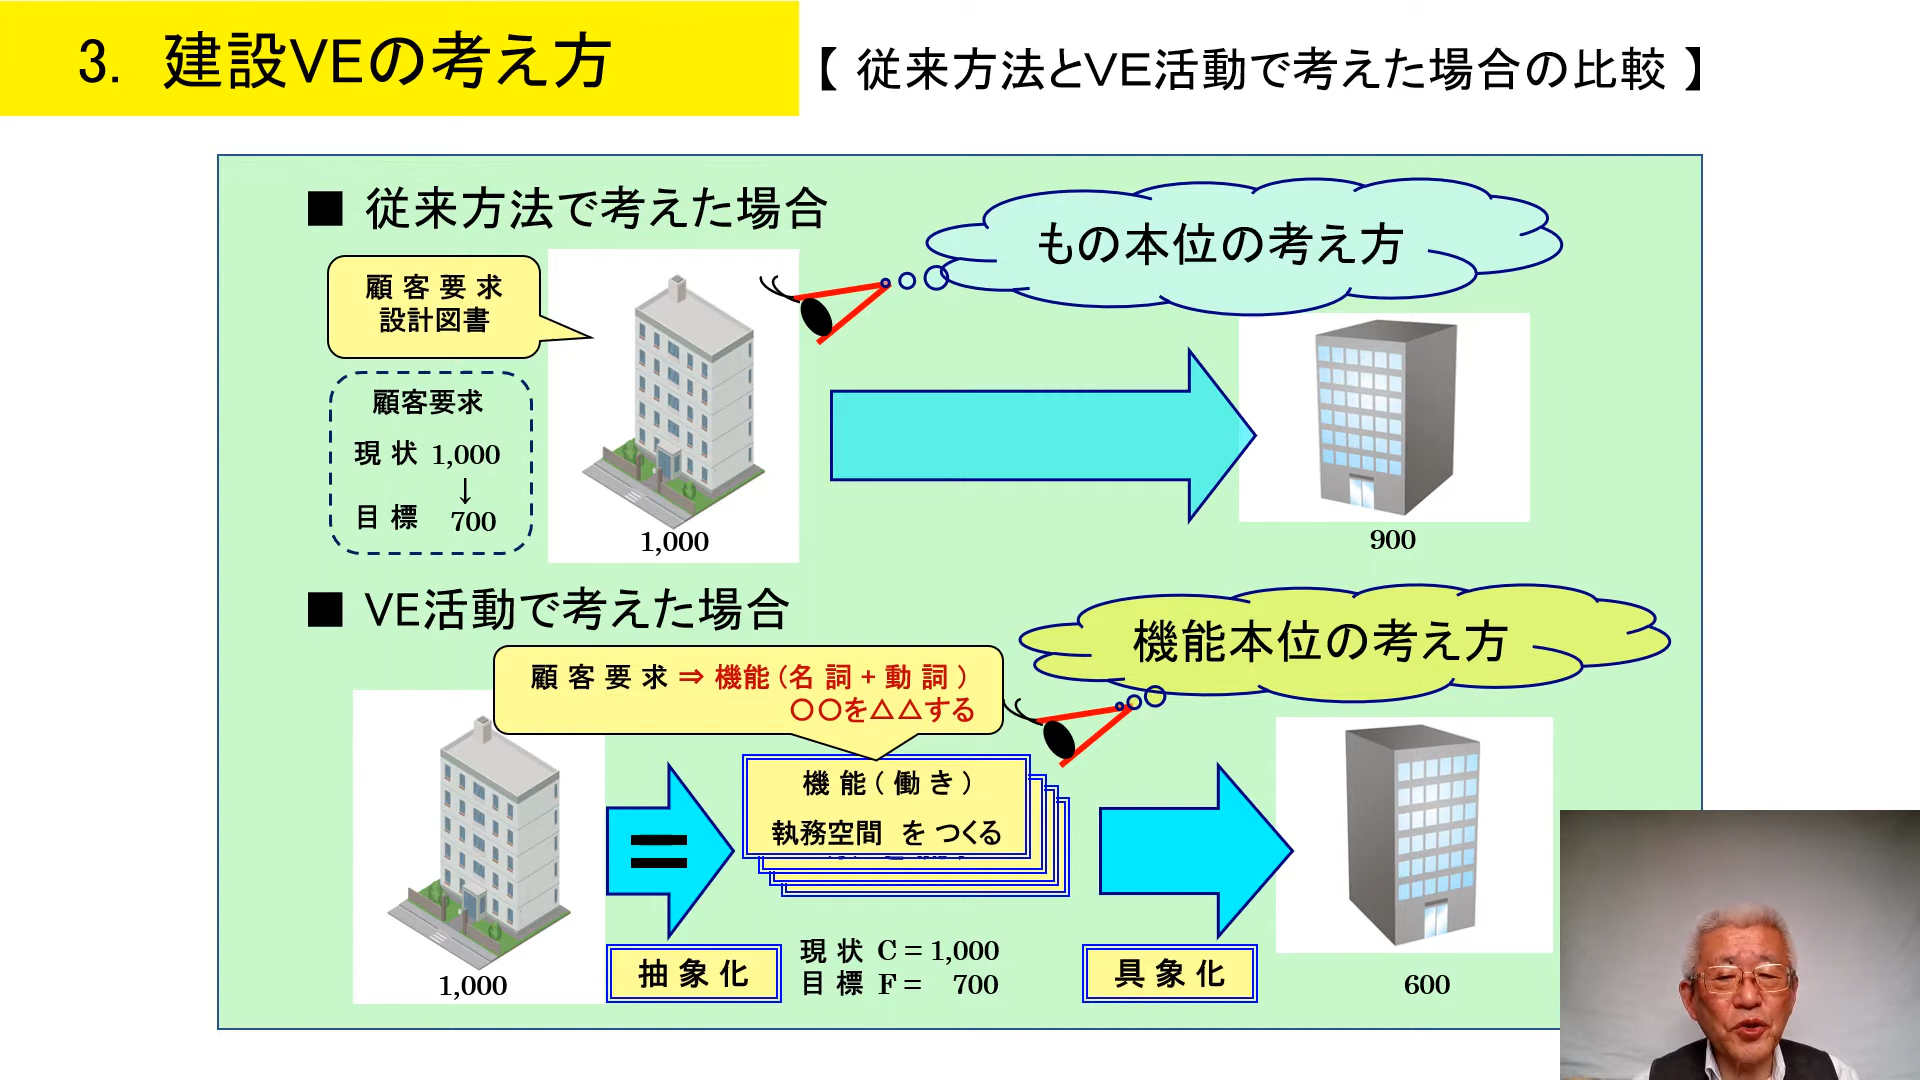 3. 建設VEの考え方
【 従来方法とVE活動で考えた場合の比較 】
■ 従来方法で考えた場合
もの本位の考え方
顧客要求
設計図書
顧客要求
現状 1,000
↓
目標 700
1,000
900
■ VE活動で考えた場合
機能本位の考え方
顧客要求 ⇒ 機能(名詞+動詞)
〇〇を△△する
機能(働き)
執務空間 を つくる
=
抽象化
現状 C=1,000
目標 F= 700
具象化
1,000
600